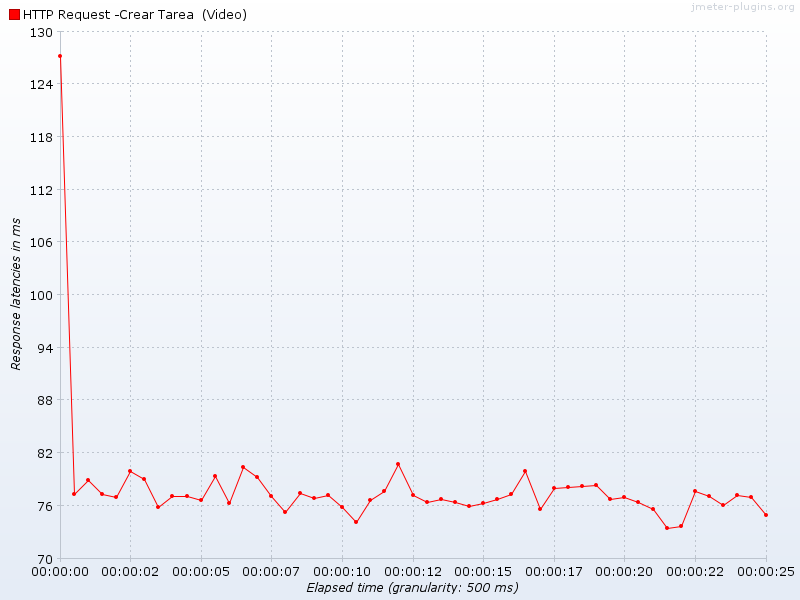 jmeter-plugins.org
HTTP Request -Crear Tarea (Video)
130
124
118
112
106
100
94
88
82
76
70
Response latencies in ms
00:00:00 00:00:02 00:00:05 00:00:07 00:00:10 00:00:12 00:00:15 00:00:17 00:00:20 00:00:22 00:00:25
Elapsed time (granularity: 500 ms)